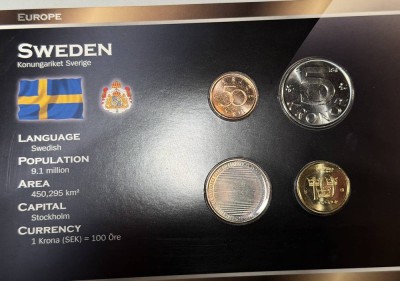 EUROPE
SWEDEN
Konungariket Sverige
LANGUAGE
Swedish
POPULATION
9.1 million
AREA
450,295 km²
CAPITAL
Stockholm
CURRENCY
1 Krona (SEK) = 100 Öre
50
5